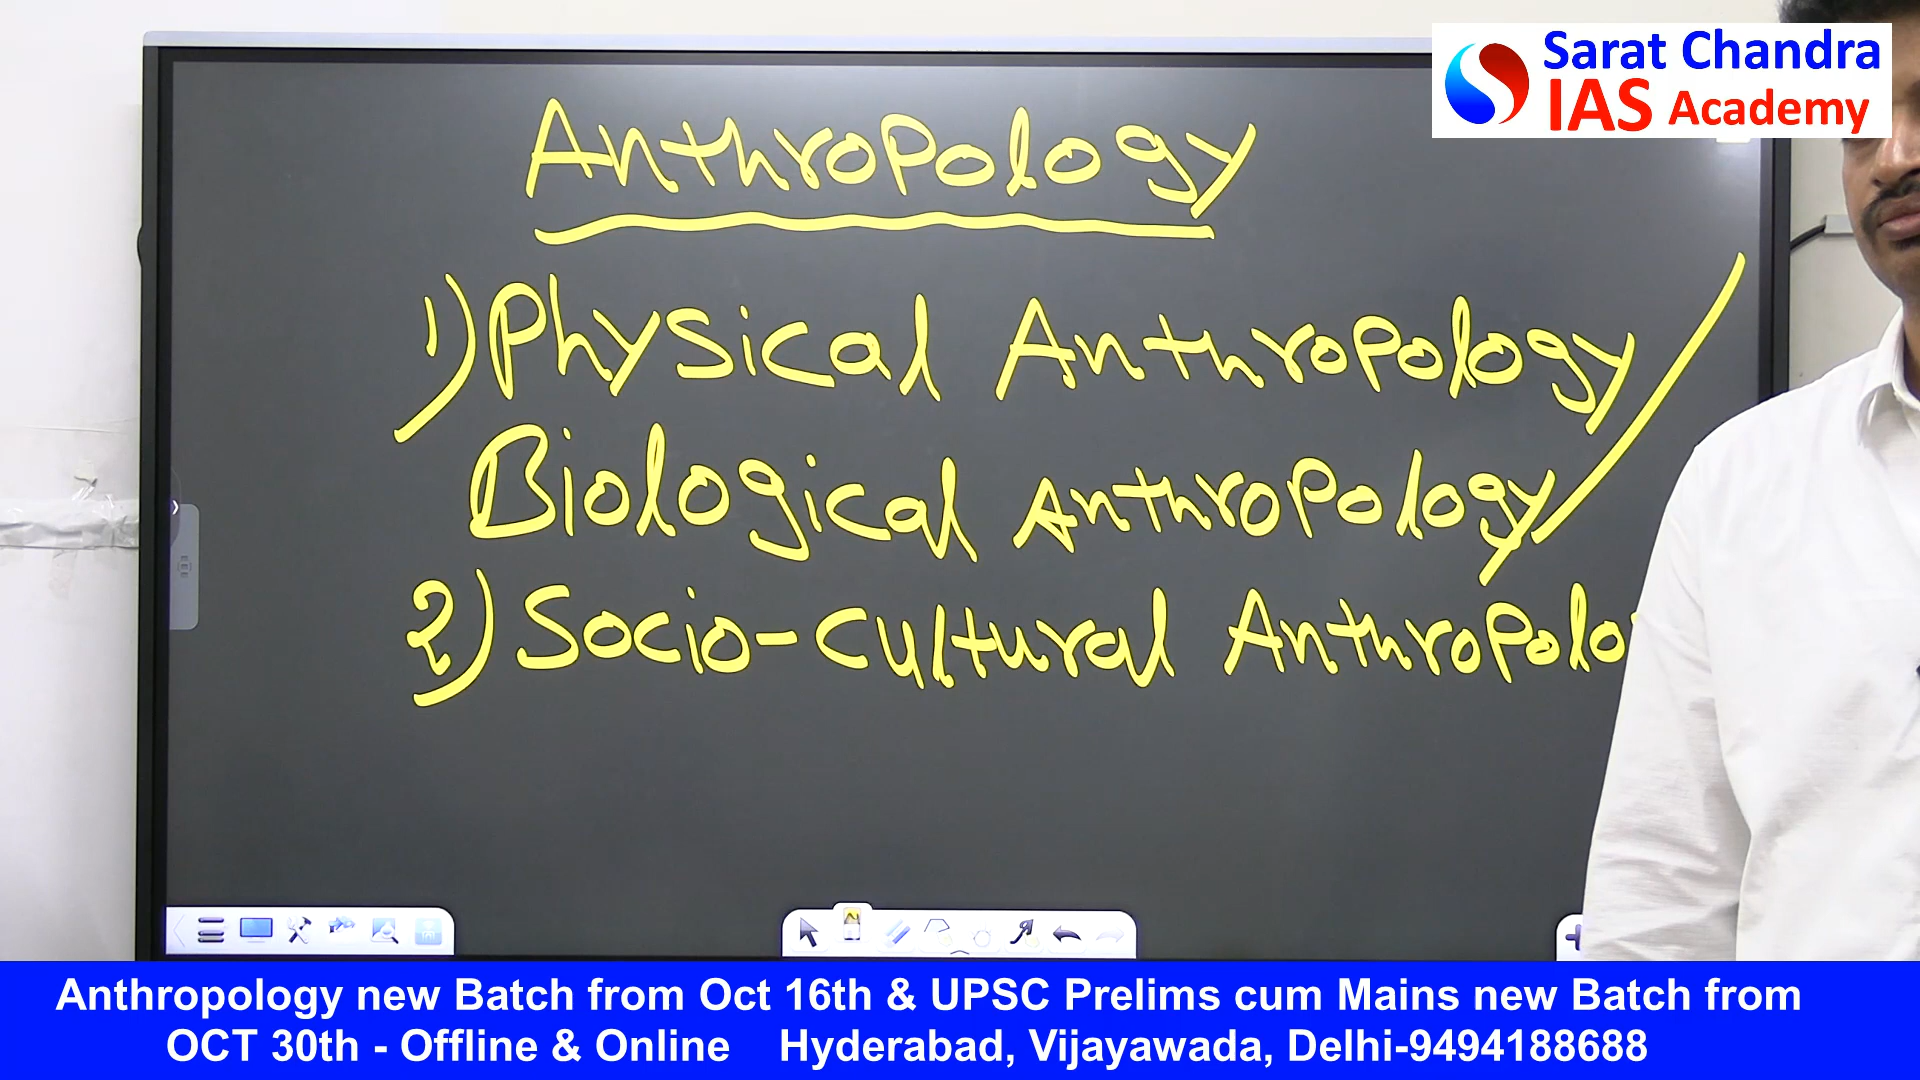 Sarat Chandra
IAS Academy
Anthropology
1) Physical Anthropology /
Biological Anthropology
2) Socio-Cultural Anthropolo
Anthropology new Batch from Oct 16th & UPSC Prelims cum Mains new Batch from
OCT 30th - Offline & Online Hyderabad, Vijayawada, Delhi-9494188688